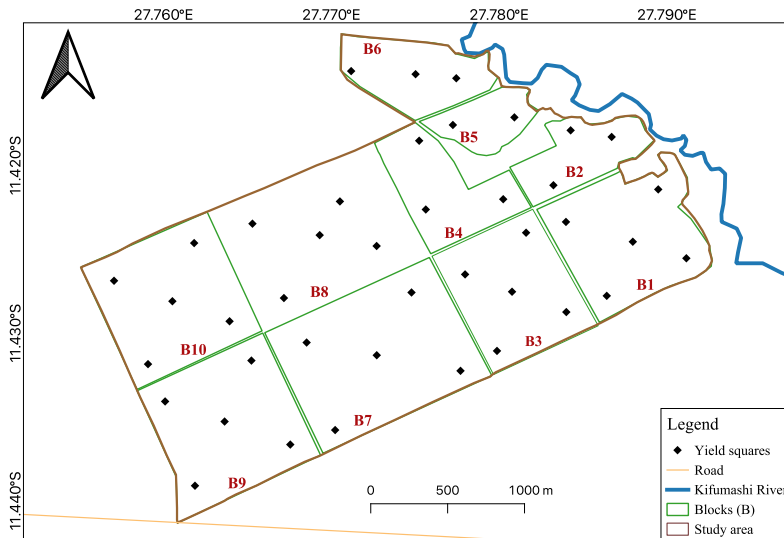 27.760°E 27.770°E 27.780°E 27.790°E
B6
B5
11.420°S
B2
B4
B1
B8
11.430°S
B3
B10
B7
Legend
Yield squares
B9
Road
0 500 1000 m
Kifumashi River
11.440°S
Blocks (B)
Study area